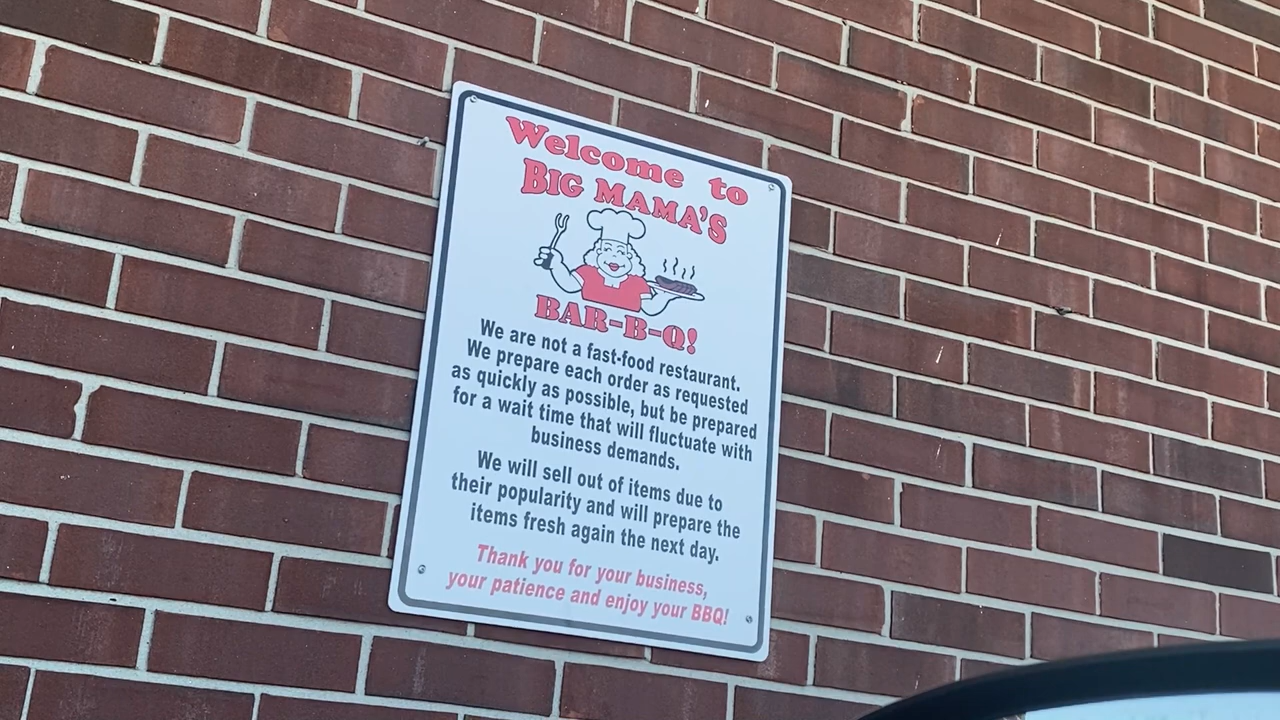 Welcome to
BIG MAMA'S
BAR-B-Q!
We are not a fast-food restaurant.
We prepare each order as requested
as quickly as possible, but be prepared
for a wait time that will fluctuate with
business demands.
We will sell out of items due to
their popularity and will prepare the
items fresh again the next day.
Thank you for your business,
your patience and enjoy your BBQ!